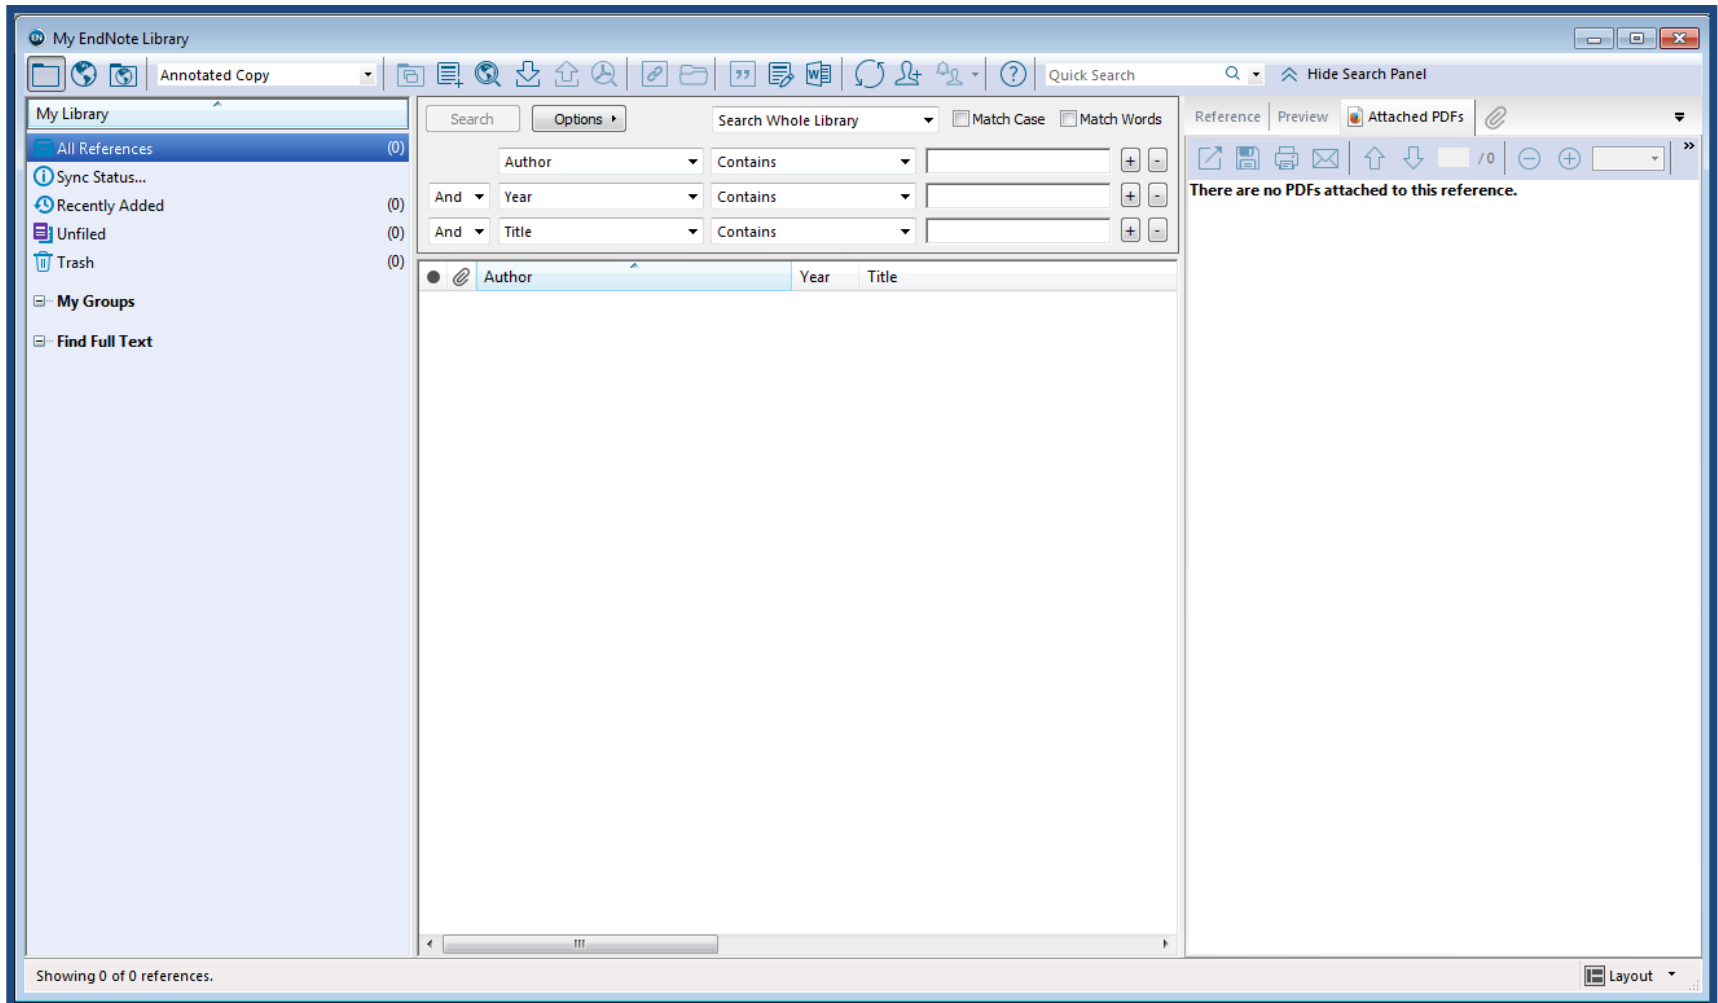 My EndNote Library
Annotated Copy
Quick Search
Hide Search Panel
My Library
All References (0)
Sync Status...
Recently Added (0)
Unfiled (0)
Trash (0)
My Groups
Find Full Text
Search Options Search Whole Library Match Case Match Words
Author Contains + -
And Year Contains + -
And Title Contains + -
Author Year Title
Reference Preview Attached PDFs
/0
There are no PDFs attached to this reference.
Showing 0 of 0 references.
Layout